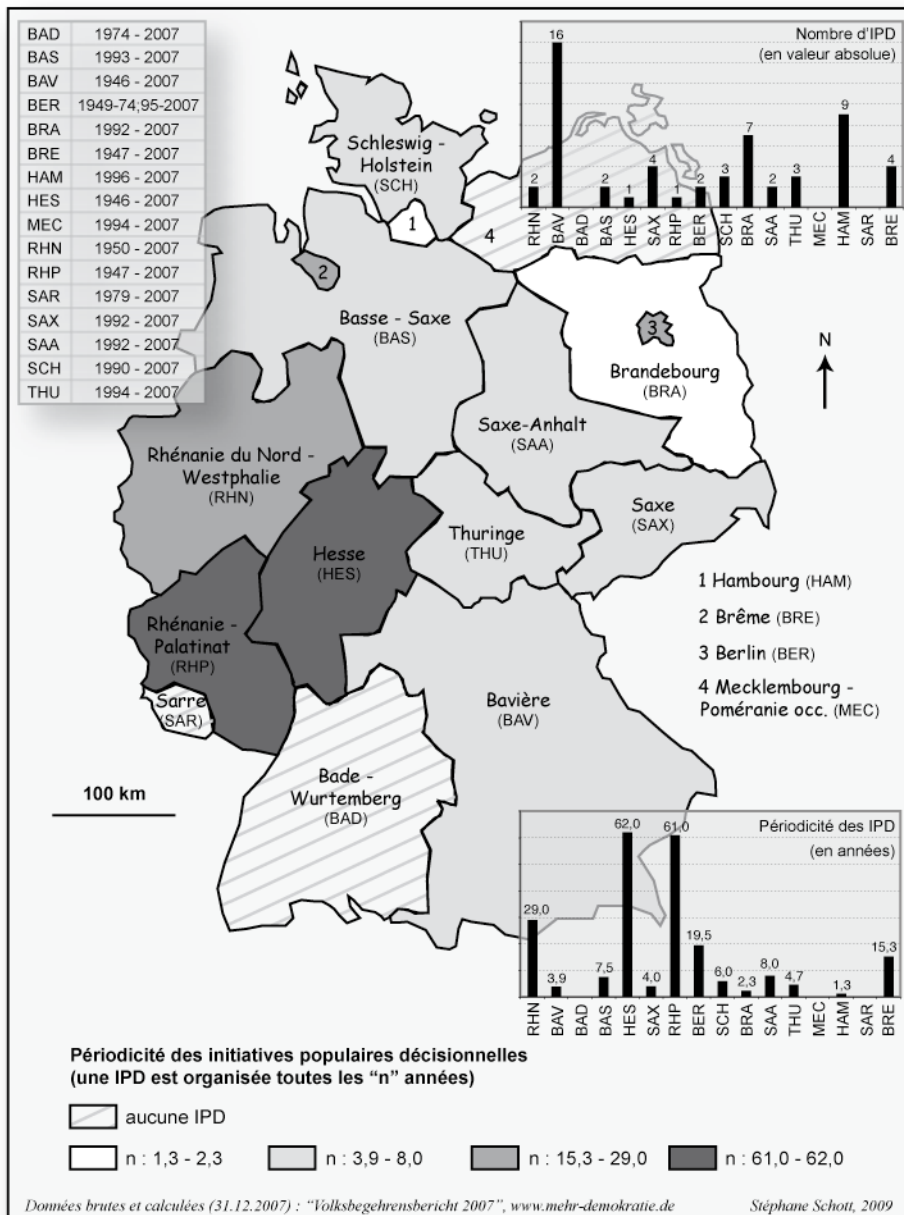 BAD 1974 - 2007
BAS 1993 - 2007
BAV 1946 - 2007
BER 1949-74;95-2007
BRA 1992 - 2007
BRE 1947 - 2007
HAM 1996 - 2007
HES 1946 - 2007
MEC 1994 - 2007
RHN 1950 - 2007
RHP 1947 - 2007
SAR 1979 - 2007
SAX 1992 - 2007
SAA 1992 - 2007
SCH 1990 - 2007
THU 1994 - 2007
Nombre d'IPD
(en valeur absolue)
2 16 2 1 4 1 2 3 7 2 3 9 4
RHN BAV BAD BAS HES SAX RHP BER SCH BRA SAA THU MEC HAM SAR BRE
Schleswig -
Holstein
(SCH)
1
4
2
Basse - Saxe
(BAS)
3
Brandebourg
(BRA)
N
Saxe-Anhalt
(SAA)
Rhénanie du Nord -
Westphalie
(RHN)
Saxe
(SAX)
Thuringe
(THU)
Hesse
(HES)
Rhénanie -
Palatinat
(RHP)
Sarre
(SAR)
Bavière
(BAV)
Bade -
Wurtemberg
(BAD)
1 Hambourg (HAM)
2 Brême (BRE)
3 Berlin (BER)
4 Mecklembourg -
Poméranie occ. (MEC)
100 km
Périodicité des IPD
(en années)
29,0 3,9 7,5 62,0 4,0 61,0 19,5 6,0 2,3 8,0 4,7 1,3 15,3
RHN BAV BAD BAS HES SAX RHP BER SCH BRA SAA THU MEC HAM SAR BRE
Périodicité des initiatives populaires décisionnelles
(une IPD est organisée toutes les “n” années)
aucune IPD
n : 1,3 - 2,3
n : 3,9 - 8,0
n : 15,3 - 29,0
n : 61,0 - 62,0
Données brutes et calculées (31.12.2007) : “Volksbegehrensbericht 2007”, www.mehr-demokratie.de
Stéphane Schott, 2009